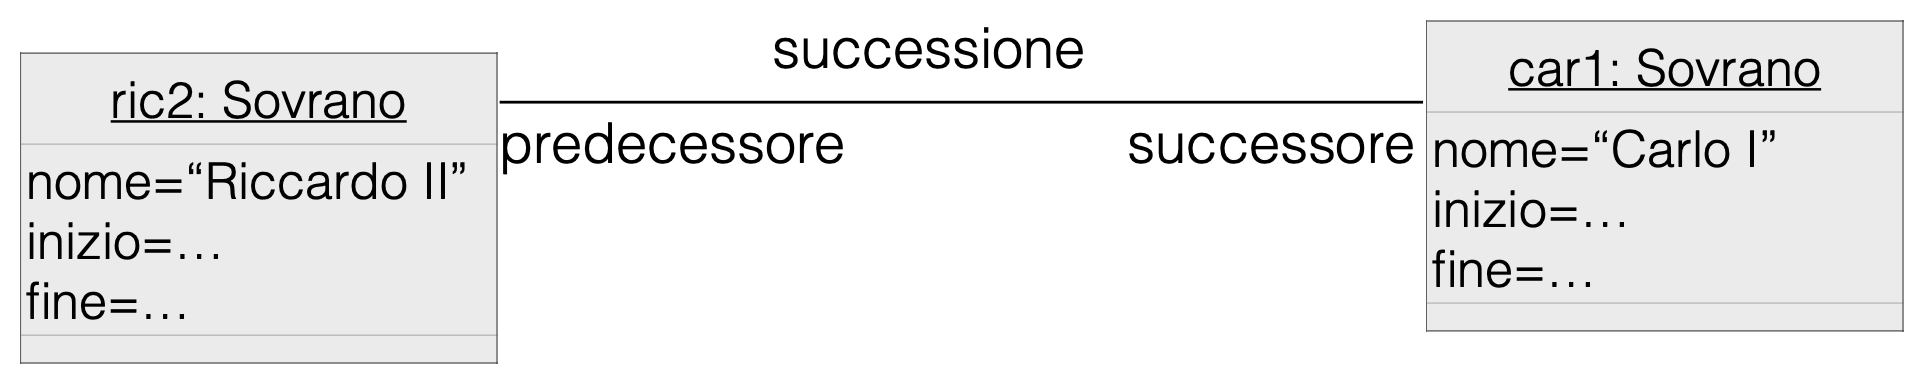 successione
ric2: Sovrano
predecessore
successore
nome=“Riccardo II”
inizio=…
fine=…
car1: Sovrano
nome=“Carlo I”
inizio=…
fine=…